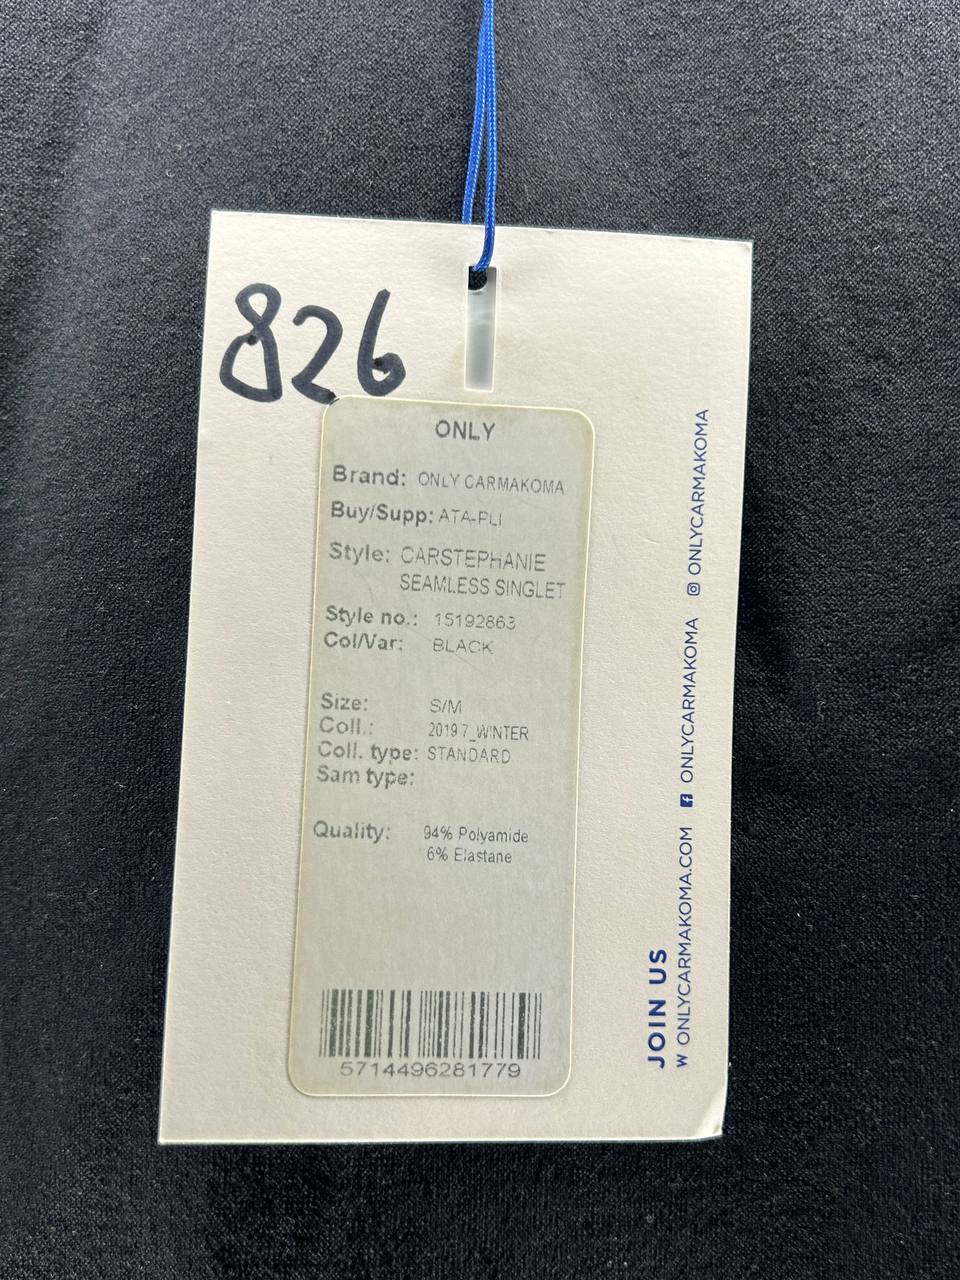 826
ONLY
Brand: ONLY CARMAKOMA
Buy/Supp: ATA-PLI
Style: CARSTEPHANIE
SEAMLESS SINGLET
Style no.: 15192863
Col/Var: BLACK
Size: S/M
Coll.: 2019 7_WINTER
Coll. type: STANDARD
Sam type:
Quality: 94% Polyamide
6% Elastane
5714496281779
JOIN US
W ONLYCARMAKOMA.COM ONLYCARMAKOMA ONLYCARMAKOMA